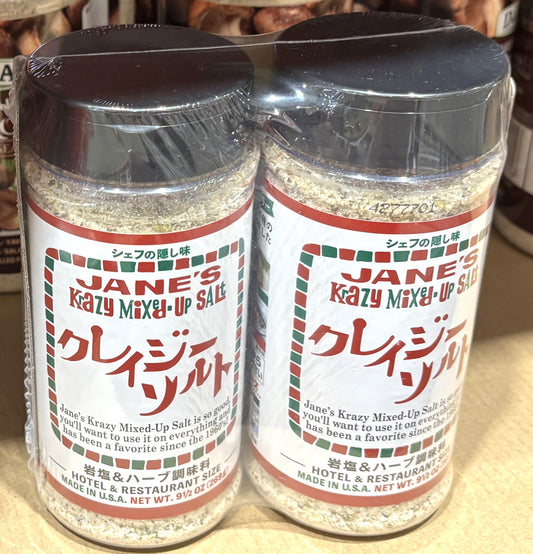 シェフの隠し味
JANE'S
Krazy Mixed-Up Salt
クレイジー
ソルト
Jane's Krazy Mixed-Up Salt is so good,
you'll want to use it on everything and
has been a favorite since the 1960's
岩塩&ハーブ調味料
HOTEL & RESTAURANT SIZE
MADE IN U.S.A. NET WT. 9½ OZ (269g)
4277701
シェフの隠し味
JANE'S
Krazy Mixed-Up Salt
クレイジー
ソルト
Jane's Krazy Mixed-Up Salt is so good,
you'll want to use it on everything and
has been a favorite since the 1960's
岩塩&ハーブ調味料
HOTEL & RESTAURANT SIZE
MADE IN U.S.A. NET WT. 9½ OZ